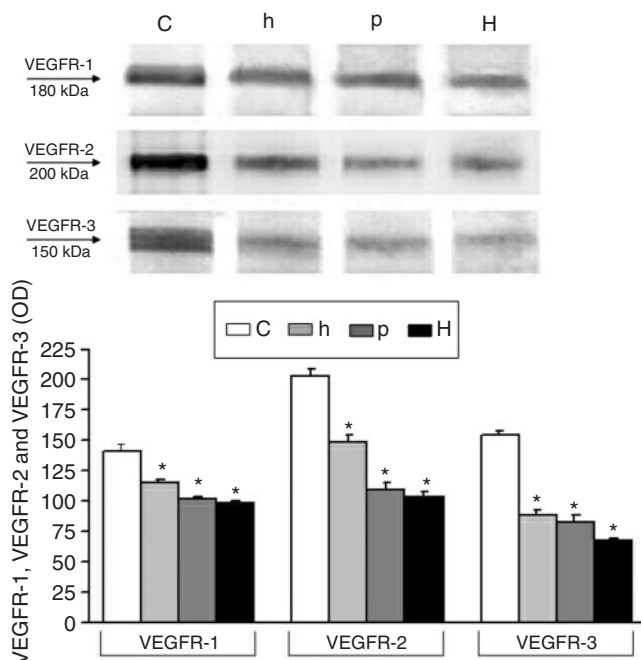 C h p H
VEGFR-1
180 kDa
VEGFR-2
200 kDa
VEGFR-3
150 kDa
C h p H
VEGFR-1, VEGFR-2 and VEGFR-3 (OD)
225
200
175
150
125
100
75
50
25
0
* * *
* * *
* * *
VEGFR-1 VEGFR-2 VEGFR-3